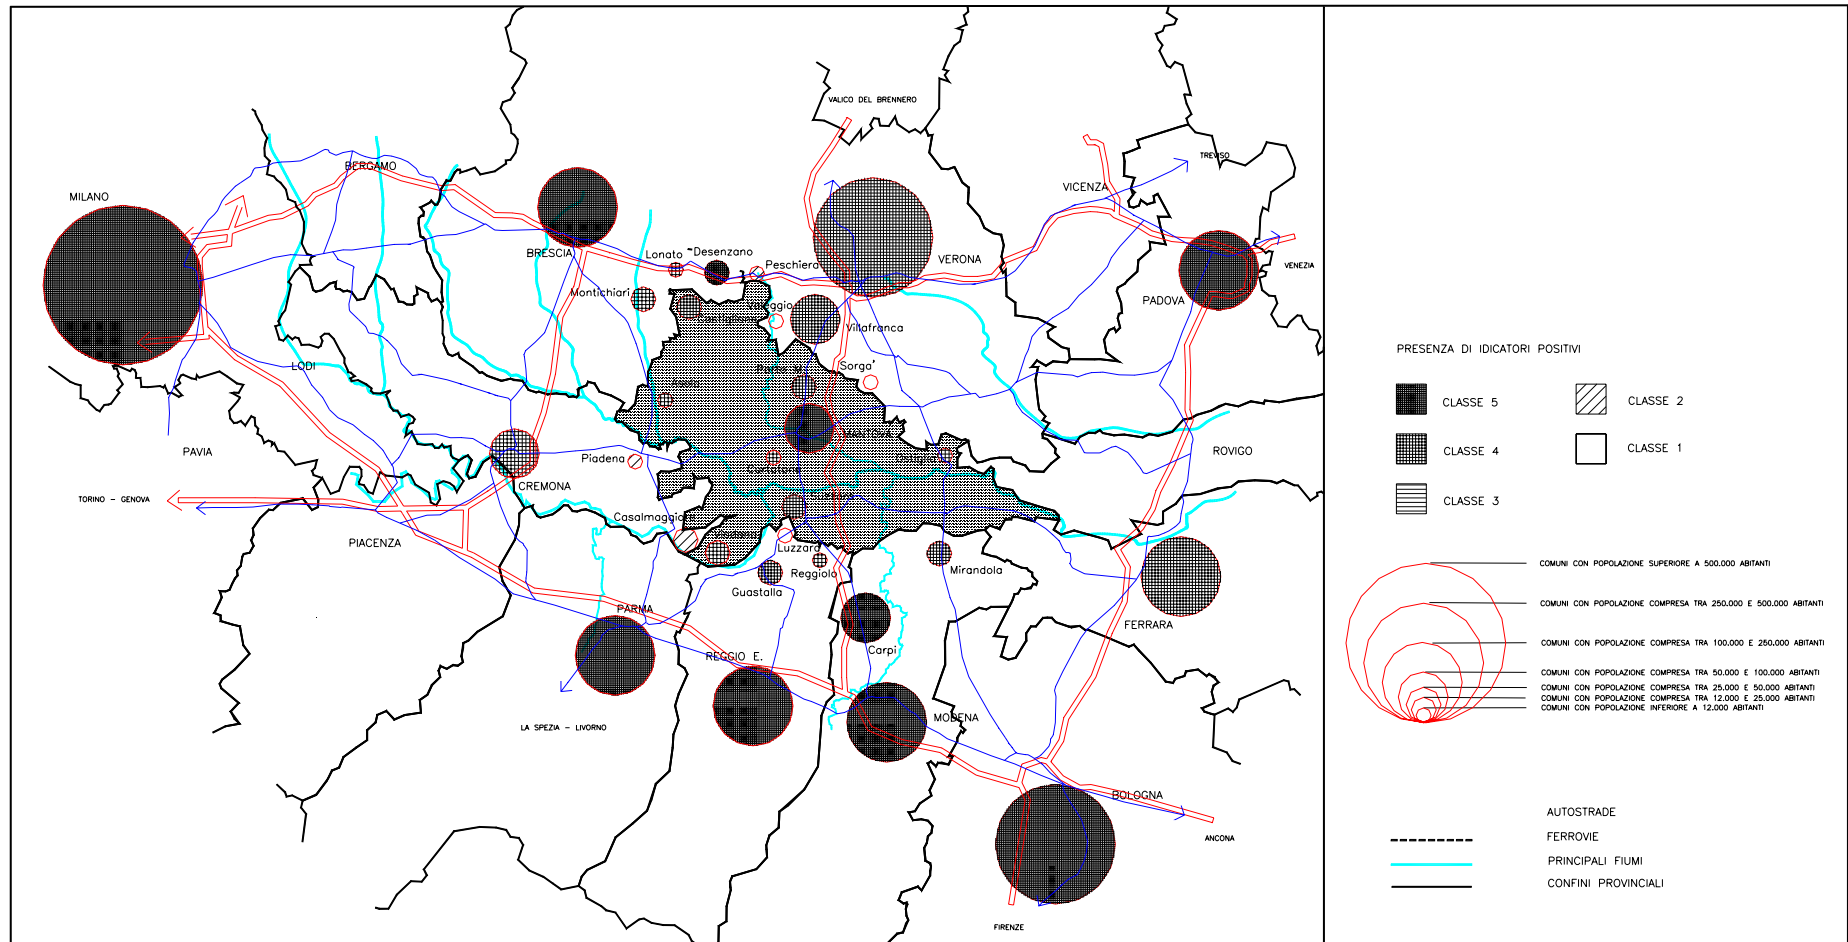 VALICO DEL BRENNERO
TREVISO
BERGAMO
MILANO
VICENZA
BRESCIA
Lonato
Desenzano
Peschiera
VERONA
VENEZIA
Montichiari
PADOVA
Villafranca
LODI
Sorga'
PAVIA
Piadena
ROVIGO
CREMONA
TORINO - GENOVA
Casalmaggio
PIACENZA
Luzzara
Reggiolo
Mirandola
Guastalla
PARMA
FERRARA
Carpi
REGGIO E.
MODENA
LA SPEZIA - LIVORNO
BOLOGNA
ANCONA
FIRENZE
PRESENZA DI IDICATORI POSITIVI
CLASSE 5
CLASSE 2
CLASSE 4
CLASSE 1
CLASSE 3
COMUNI CON POPOLAZIONE SUPERIORE A 500.000 ABITANTI
COMUNI CON POPOLAZIONE COMPRESA TRA 250.000 E 500.000 ABITANTI
COMUNI CON POPOLAZIONE COMPRESA TRA 100.000 E 250.000 ABITANTI
COMUNI CON POPOLAZIONE COMPRESA TRA 50.000 E 100.000 ABITANTI
COMUNI CON POPOLAZIONE COMPRESA TRA 25.000 E 50.000 ABITANTI
COMUNI CON POPOLAZIONE COMPRESA TRA 12.000 E 25.000 ABITANTI
COMUNI CON POPOLAZIONE INFERIORE A 12.000 ABITANTI
AUTOSTRADE
FERROVIE
PRINCIPALI FIUMI
CONFINI PROVINCIALI